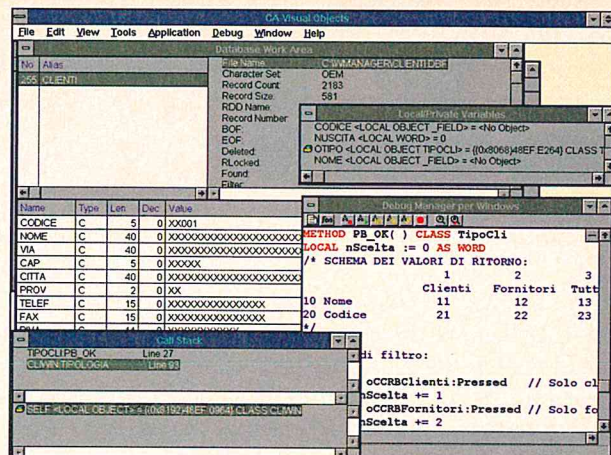 CA-Visual Objects
File Edit View Tools Application Debug Window Help
Database Work Area
No Alias
255 CLIENTI
File Name: C:\WMANAGER\CLIENTI.DBF
Character Set: OEM
Record Count: 2183
Record Size: 581
RDD Name:
Record Number
BOF:
EOF:
Deleted:
RLocked:
Found:
Filter:
Local/Private Variables
CODICE <LOCAL OBJECT _FIELD> = <No Object>
NUSCITA <LOCAL WORD> = 0
OTIPO <LOCAL OBJECT TIPOCLI> = {(0x8068)48EF E264} CLASS T
NOME <LOCAL OBJECT _FIELD> = <No Object>
Name Type Len Dec Value
CODICE C 5 0 XX001
NOME C 40 0
VIA C 40 0
CAP C 5 0 XXXXX
CITTA C 40 0
PROV C 2 0 XX
TELEF C 15 0 XXXXXXXXXXXXXXX
FAX C 15 0 XXXXXXXXXXXXXXX
Debug Manager per Windows
METHOD PB_OK( ) CLASS TipoCli
LOCAL nScelta := 0 AS WORD
/* SCHEMA DEI VALORI DI RITORNO:
1 2 3
Clienti Fornitori Tutt
10 Nome 11 12 13
20 Codice 21 22 23
*/
di filtro:
oCCRBClienti:Pressed // Solo cl
nScelta += 1
oCCRBFornitori:Pressed // Solo fo
nScelta += 2
Call Stack
TIPOCLI:PB_OK Line 27
CLIWIN:TIPOLOGIA Line 93
SELF <LOCAL OBJECT> = {(0x8192)48EF 0964} CLASS CLIWIN